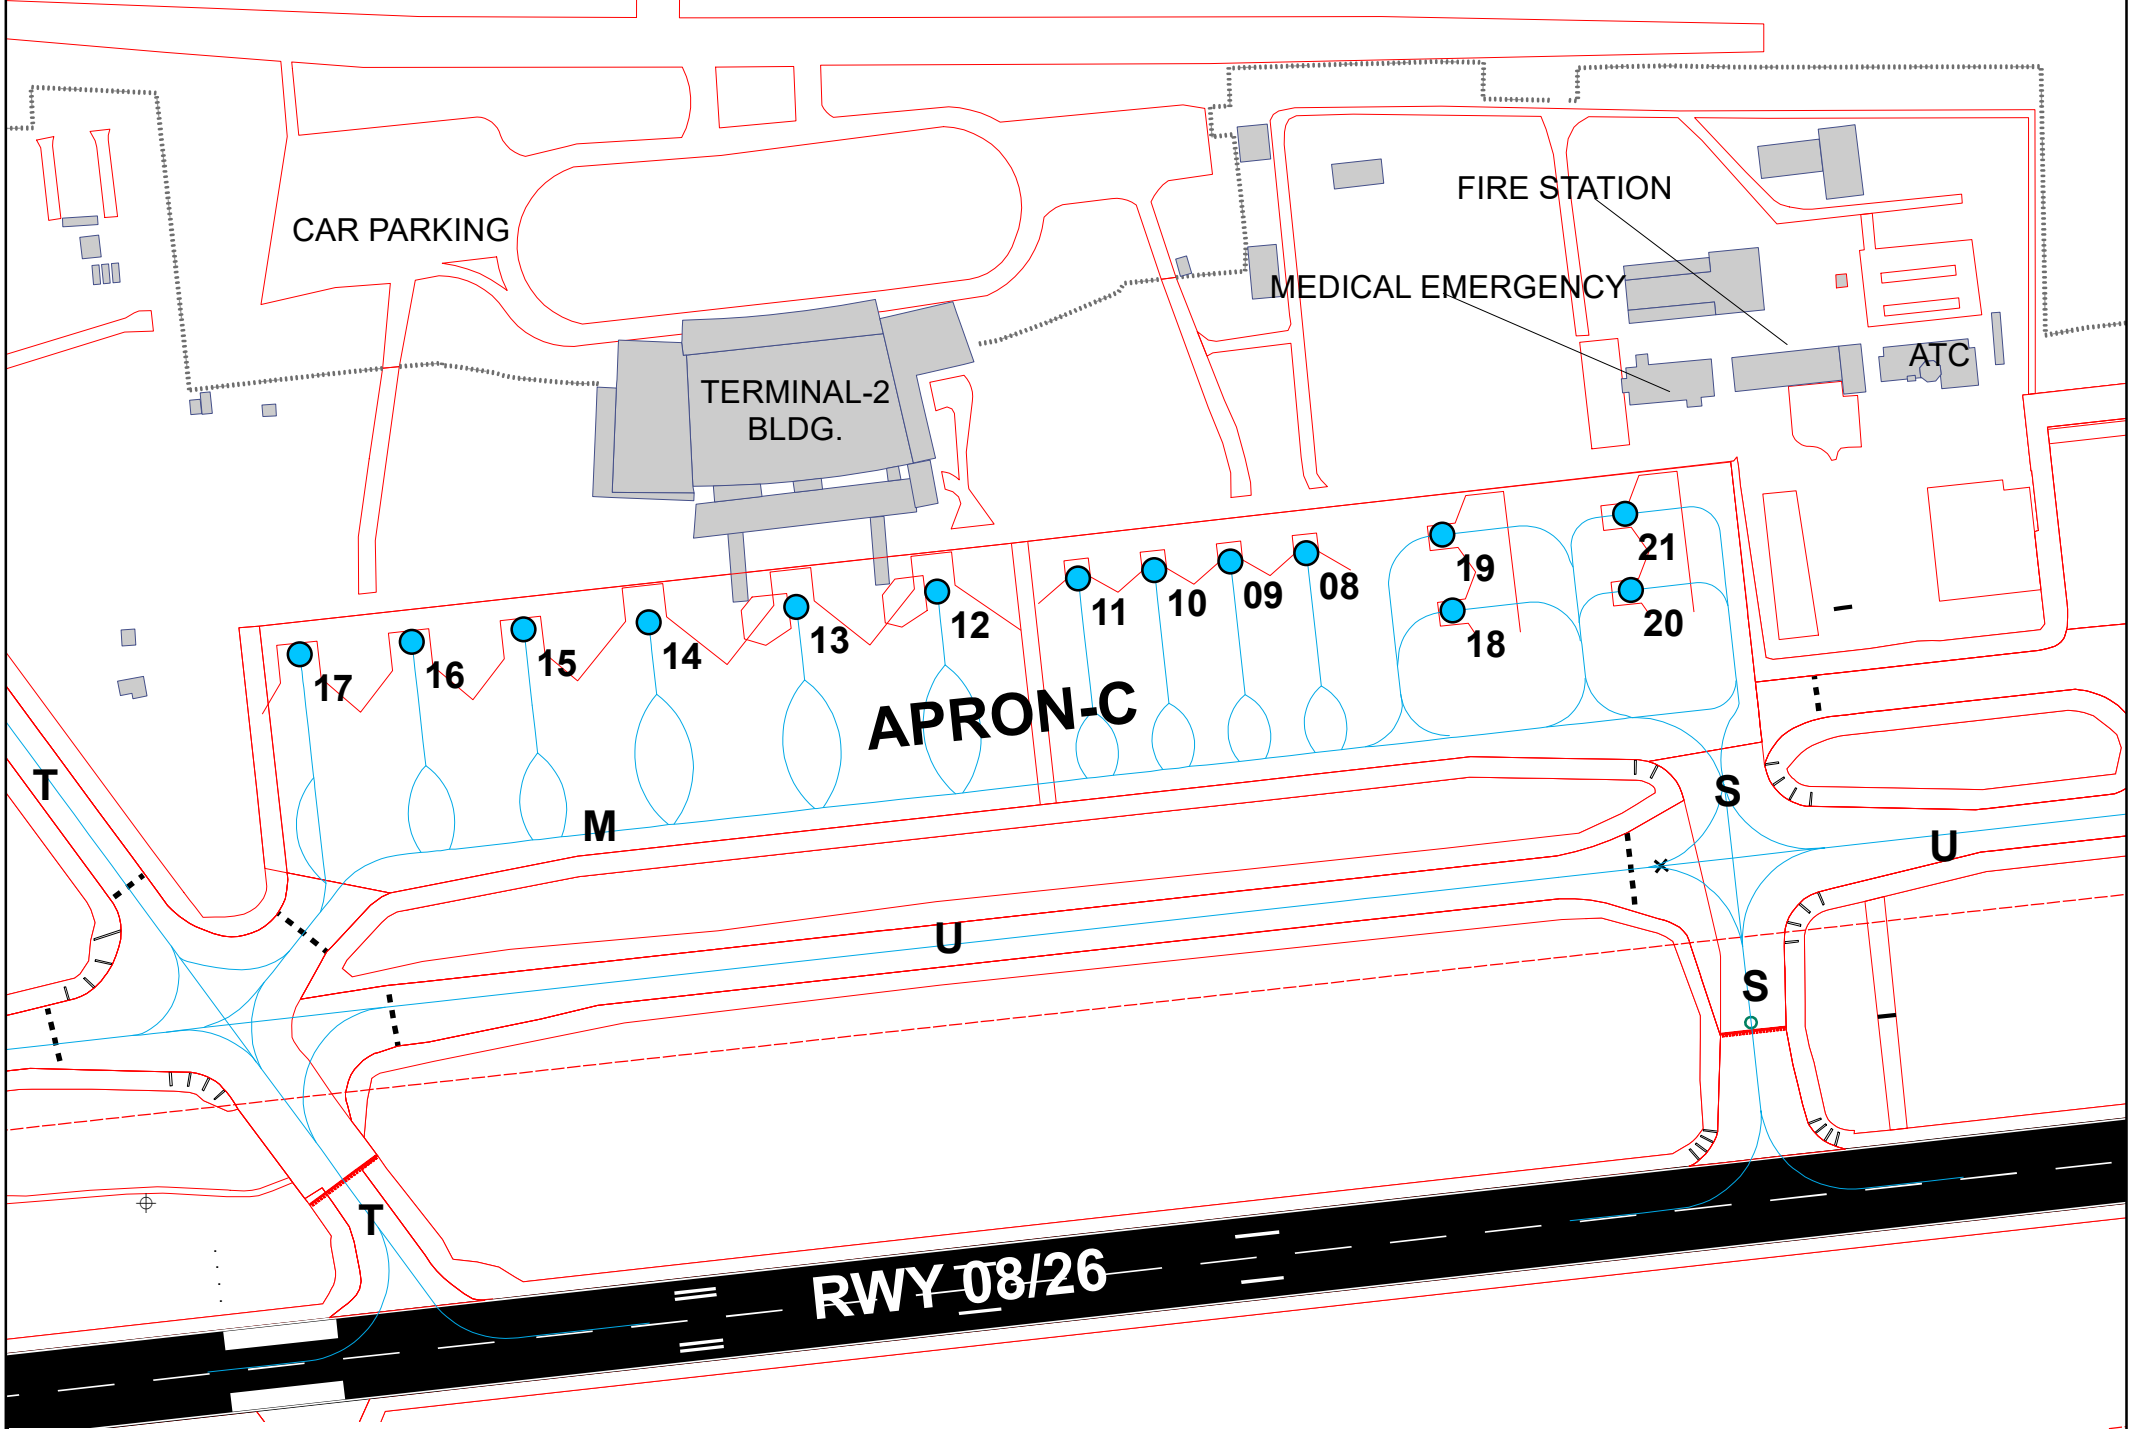 FIRE STATION
CAR PARKING
MEDICAL EMERGENCY
ATC
TERMINAL-2
BLDG.
21
19
08
09
10
11
12
13
14
15
16
17
18
20
APRON-C
T
M
S
U
U
S
T
RWY 08/26